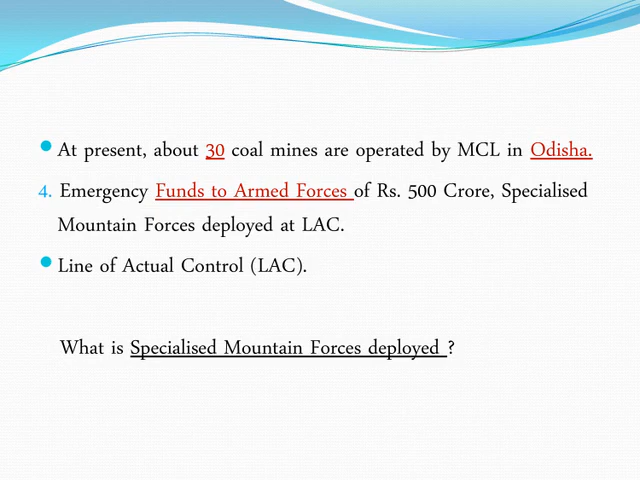 At present, about 30 coal mines are operated by MCL in Odisha.
4. Emergency Funds to Armed Forces of Rs. 500 Crore, Specialised
Mountain Forces deployed at LAC.
Line of Actual Control (LAC).
What is Specialised Mountain Forces deployed ?